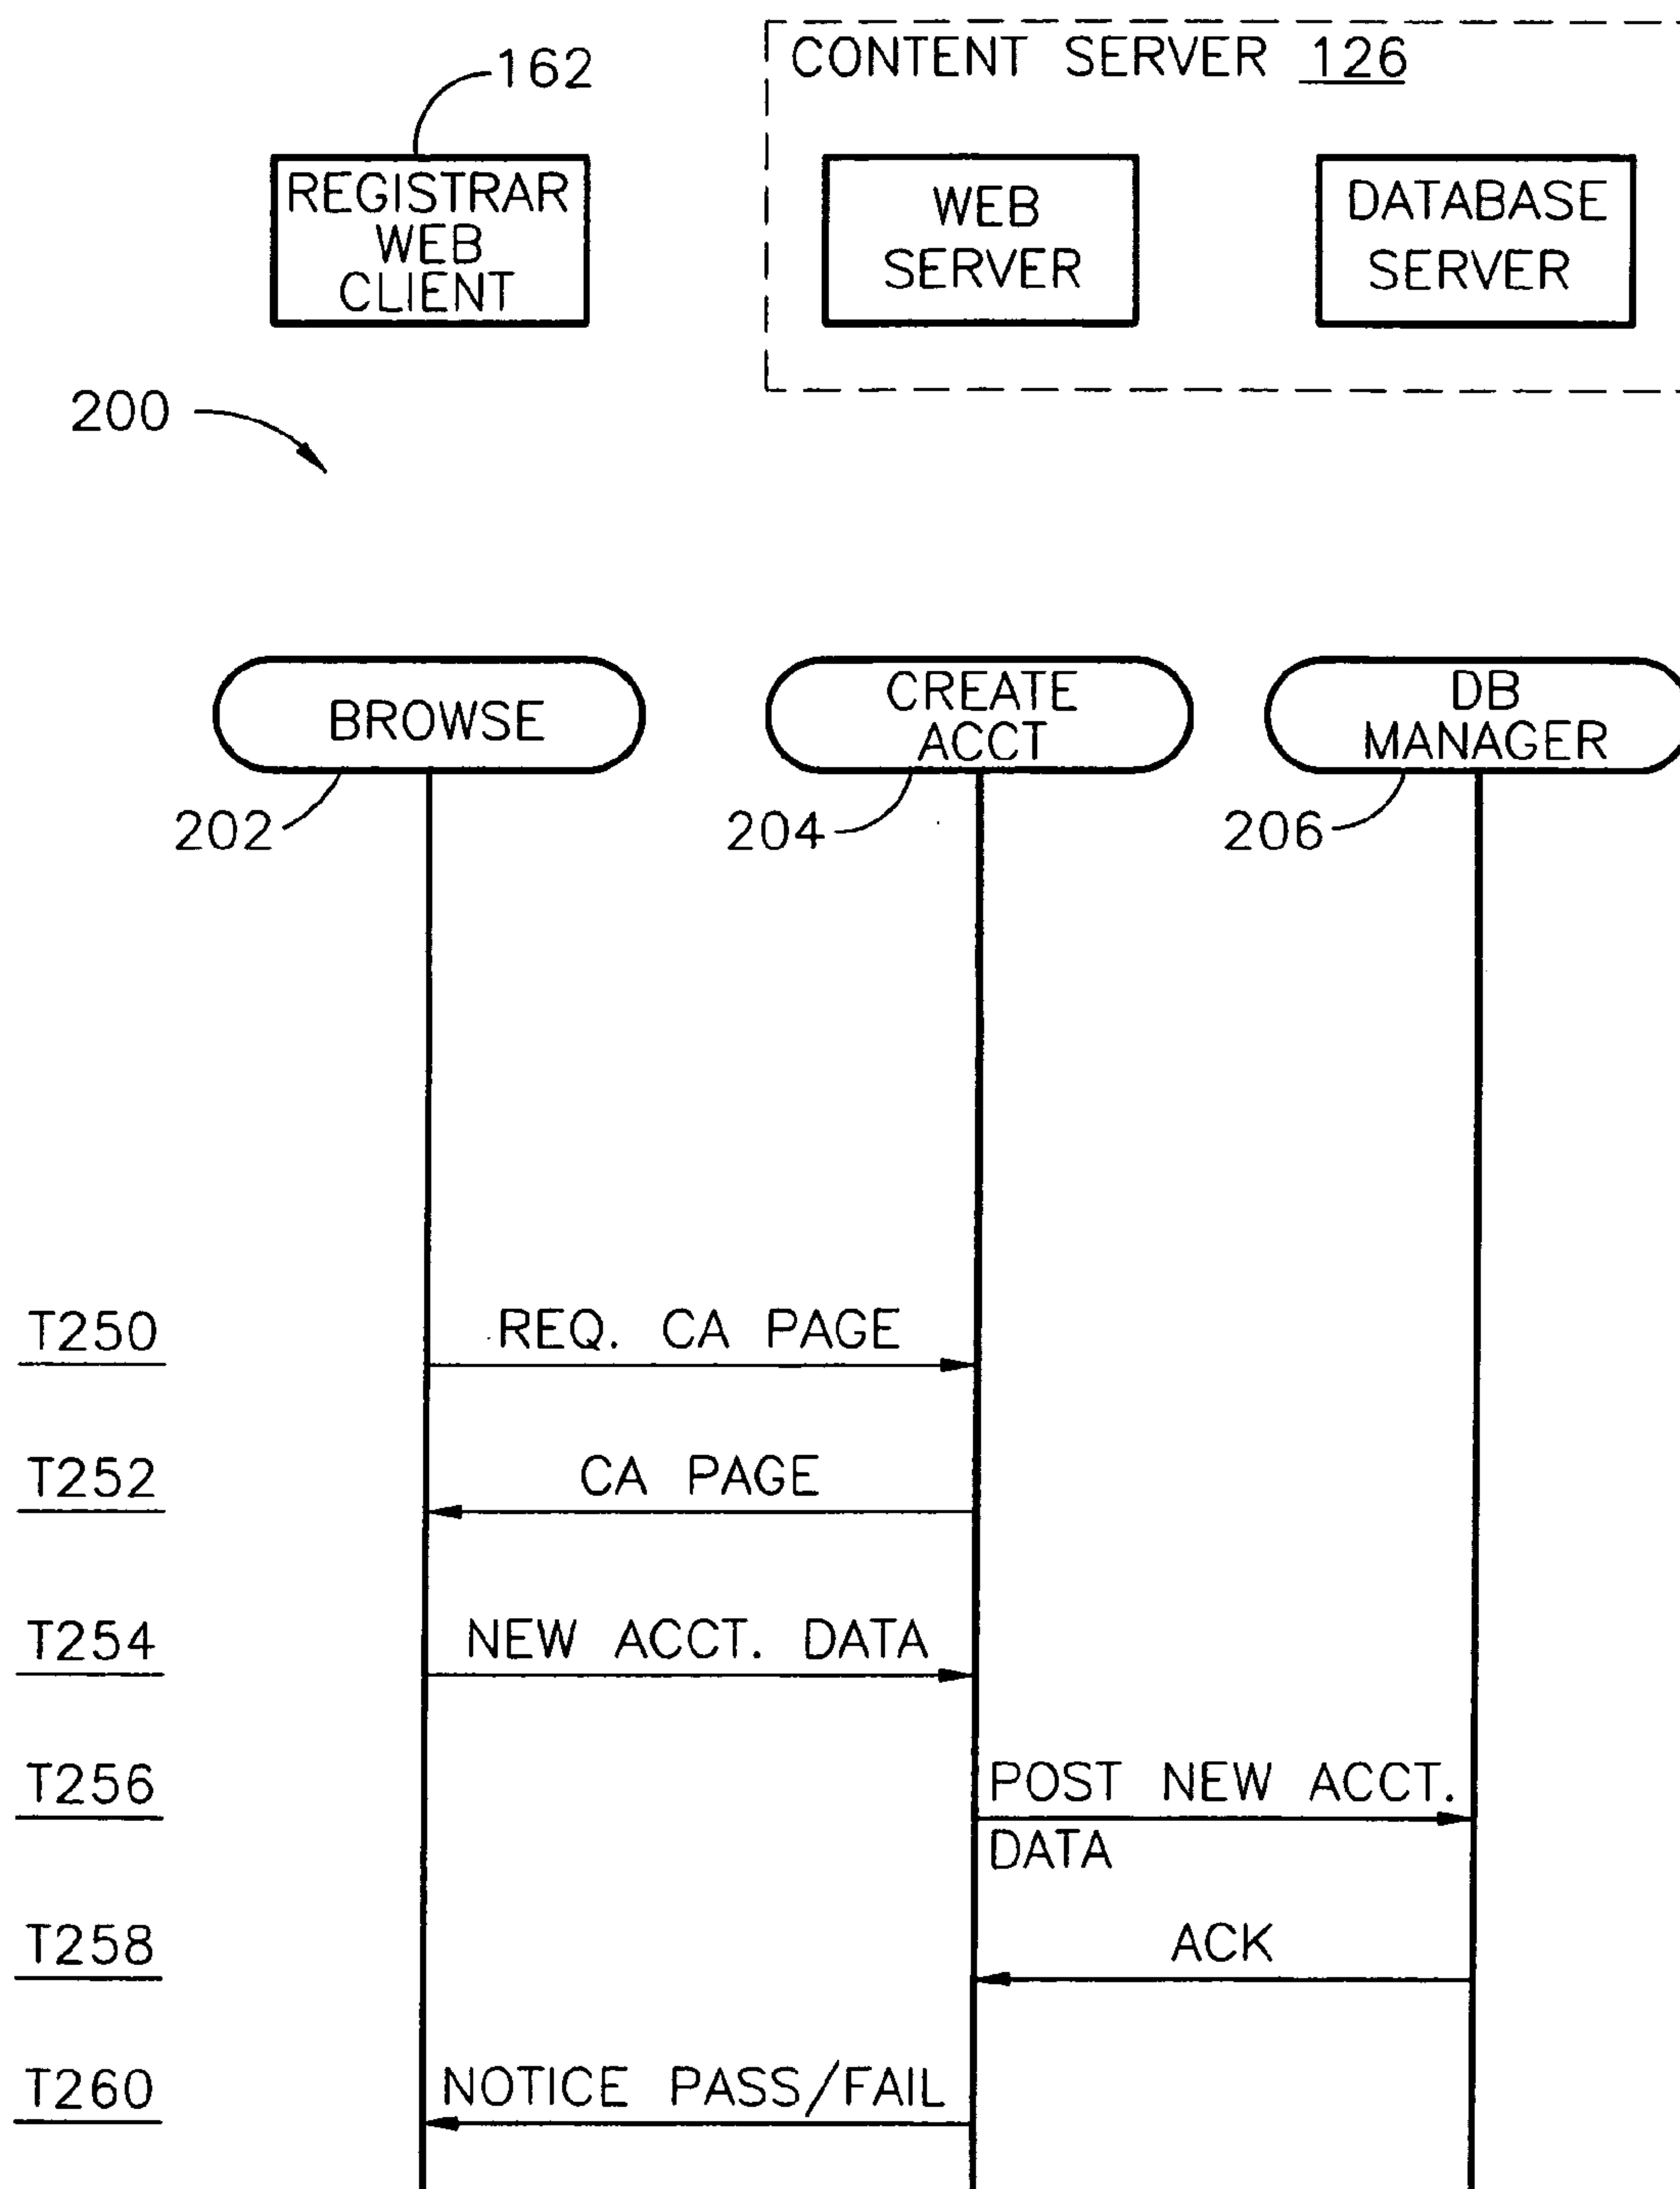 162
CONTENT SERVER 126
REGISTRAR
WEB
CLIENT
WEB
SERVER
DATABASE
SERVER
200
BROWSE
CREATE
ACCT
DB
MANAGER
202
204
206
T250
REQ. CA PAGE
T252
CA PAGE
T254
NEW ACCT. DATA
T256
POST NEW ACCT.
DATA
T258
ACK
T260
NOTICE PASS/FAIL